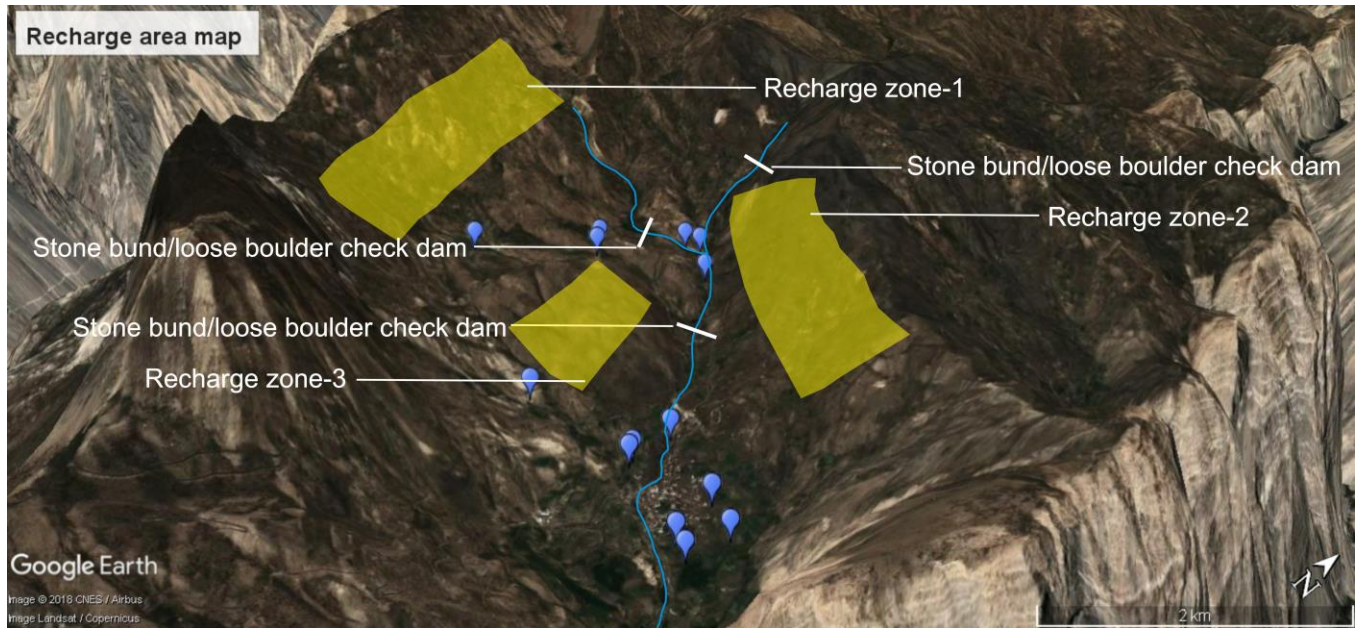 Recharge area map
Recharge zone-1
Stone bund/loose boulder check dam
Recharge zone-2
Stone bund/loose boulder check dam
Stone bund/loose boulder check dam
Recharge zone-3
Google Earth
Image © 2018 CNES / Airbus
Image Landsat / Copernicus
N
2 km